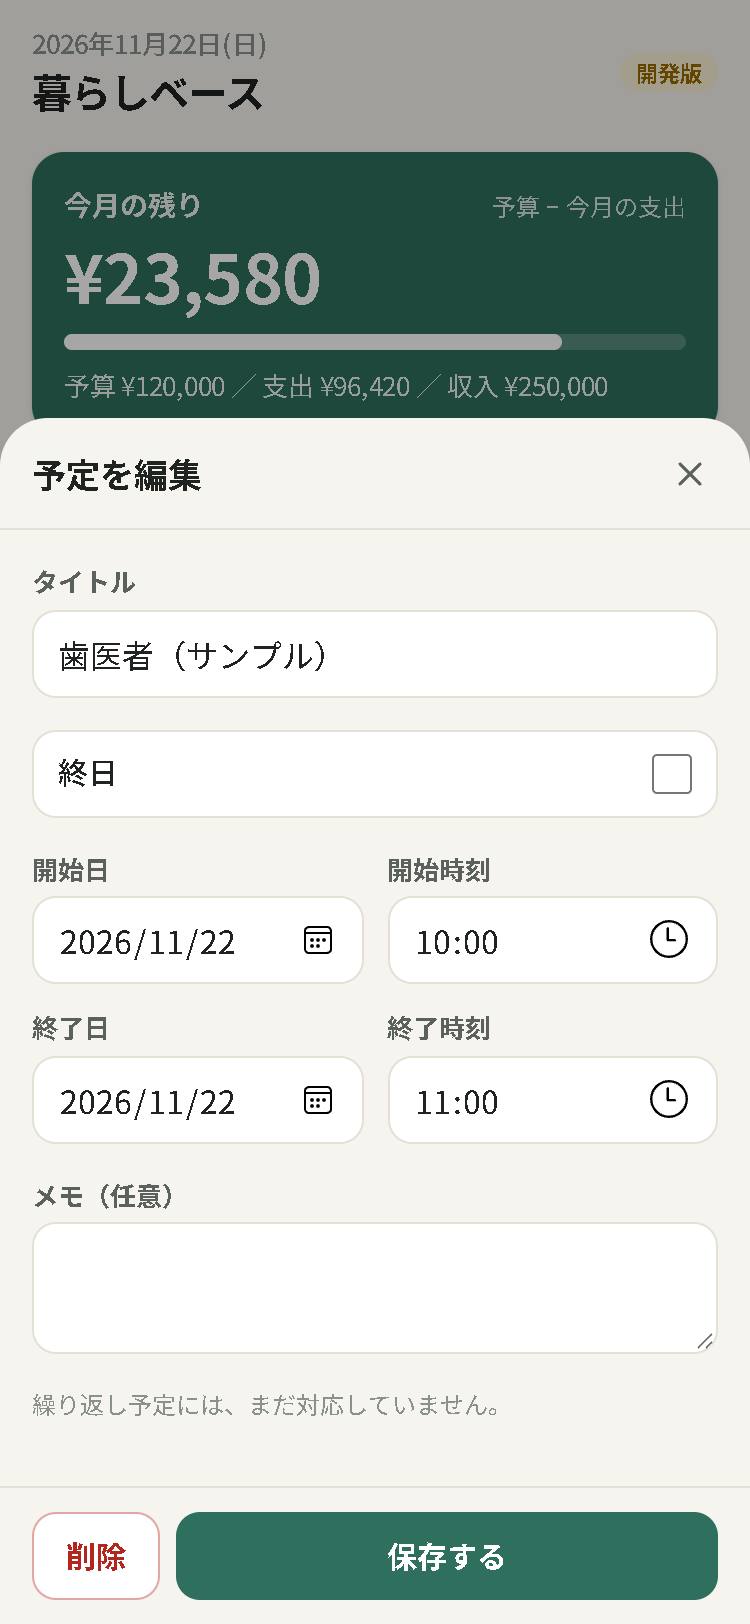 2026年11月22日(日)
暮らしベース
開発版
今月の残り
予算 − 今月の支出
¥23,580
予算 ¥120,000 ／ 支出 ¥96,420 ／ 収入 ¥250,000
予定を編集
タイトル
歯医者（サンプル）
終日
開始日
開始時刻
2026/11/22
10:00
終了日
終了時刻
2026/11/22
11:00
メモ（任意）
繰り返し予定には、まだ対応していません。
削除
保存する